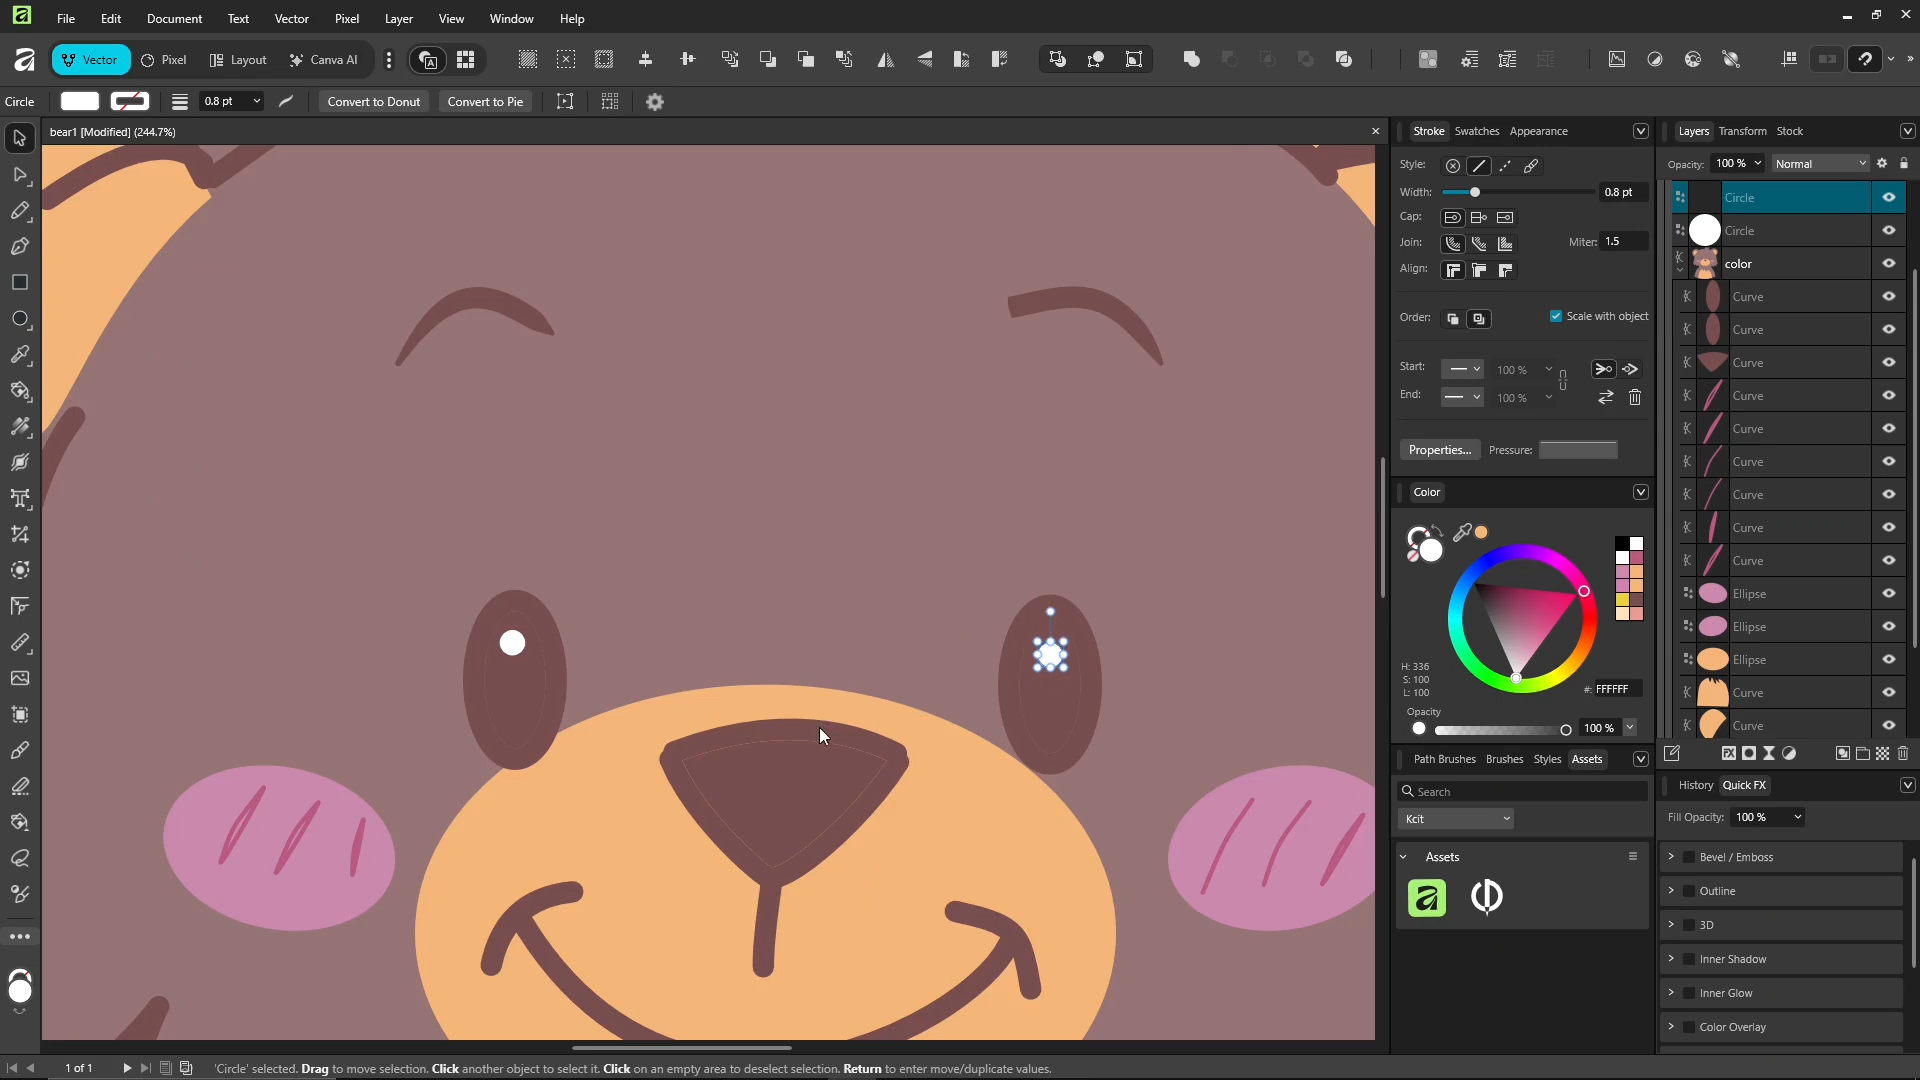 File Edit Document Text Vector Pixel Layer View Window Help
Vector Pixel Layout Canva AI
Circle 0.8 pt Convert to Donut Convert to Pie
bear1 [Modified] (244.7%)
Stroke Swatches Appearance
Style:
Width: 0.8 pt
Cap:
Join: Miter: 1.5
Align:
Order: Scale with object
Start: 100 %
End: 100 %
Properties... Pressure:
Color
H: 336
S: 100
L: 100
#: FFFFFF
Opacity
100 %
Path Brushes Brushes Styles Assets
Search
Kcit
Assets
Layers Transform Stock
Opacity: 100 % Normal
Circle
Circle
color
Curve
Curve
Curve
Curve
Curve
Curve
Curve
Curve
Curve
Ellipse
Ellipse
Ellipse
Curve
Curve
History Quick FX
Fill Opacity: 100 %
Bevel / Emboss
Outline
3D
Inner Shadow
Inner Glow
Color Overlay
1 of 1 'Circle' selected. Drag to move selection. Click another object to select it. Click on an empty area to deselect selection. Return to enter move/duplicate values.